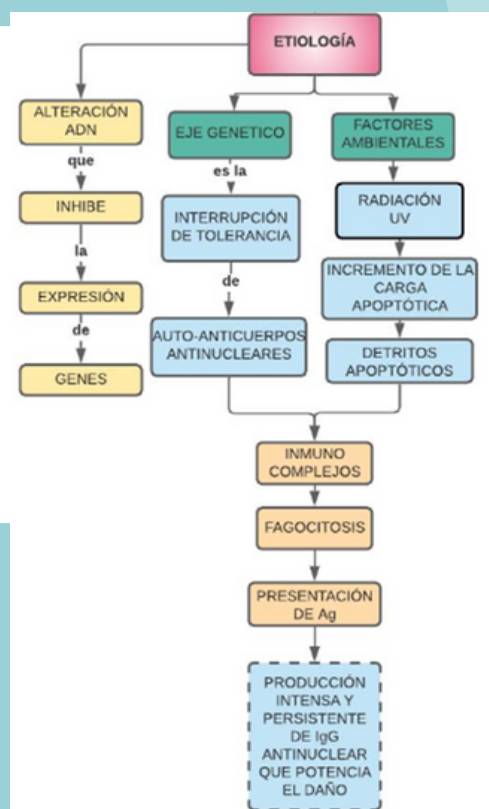 ETIOLOGÍA
ALTERACIÓN
ADN
que
INHIBE
la
EXPRESIÓN
de
GENES
EJE GENETICO
es la
INTERRUPCIÓN
DE TOLERANCIA
de
AUTO-ANTICUERPOS
ANTINUCLEARES
FACTORES
AMBIENTALES
RADIACIÓN
UV
INCREMENTO DE LA
CARGA
APOPTÓTICA
DETRITOS
APOPTÓTICOS
INMUNO
COMPLEJOS
FAGOCITOSIS
PRESENTACIÓN
DE Ag
PRODUCCIÓN
INTENSA Y
PERSISTENTE
DE IgG
ANTINUCLEAR
QUE POTENCIA
EL DAÑO